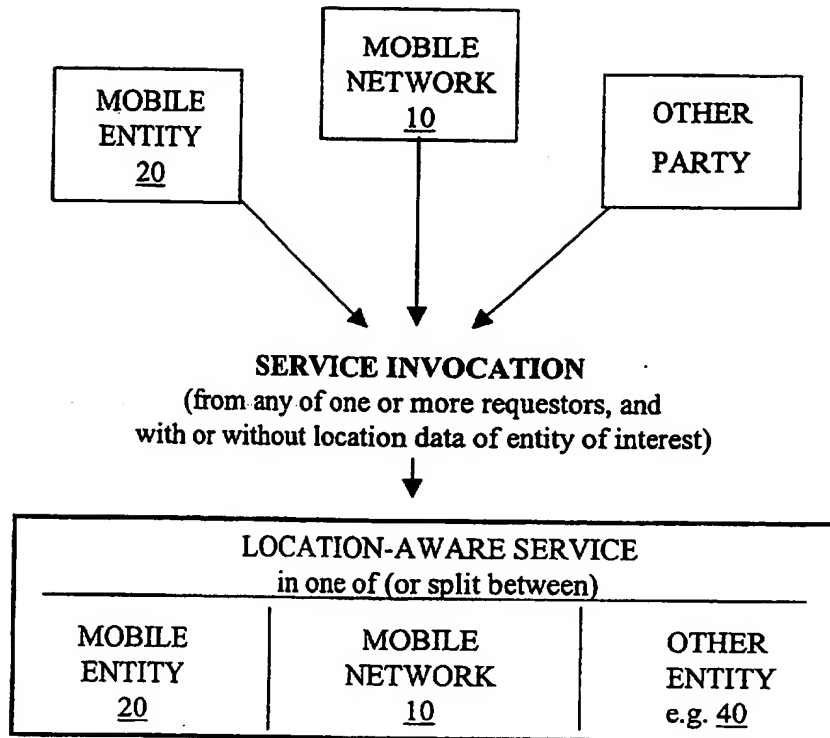 MOBILE
ENTITY
20
MOBILE
NETWORK
10
OTHER
PARTY
SERVICE INVOCATION
(from any of one or more requestors, and
with or without location data of entity of interest)
LOCATION-AWARE SERVICE
in one of (or split between)
MOBILE
ENTITY
20
MOBILE
NETWORK
10
OTHER
ENTITY
e.g. 40